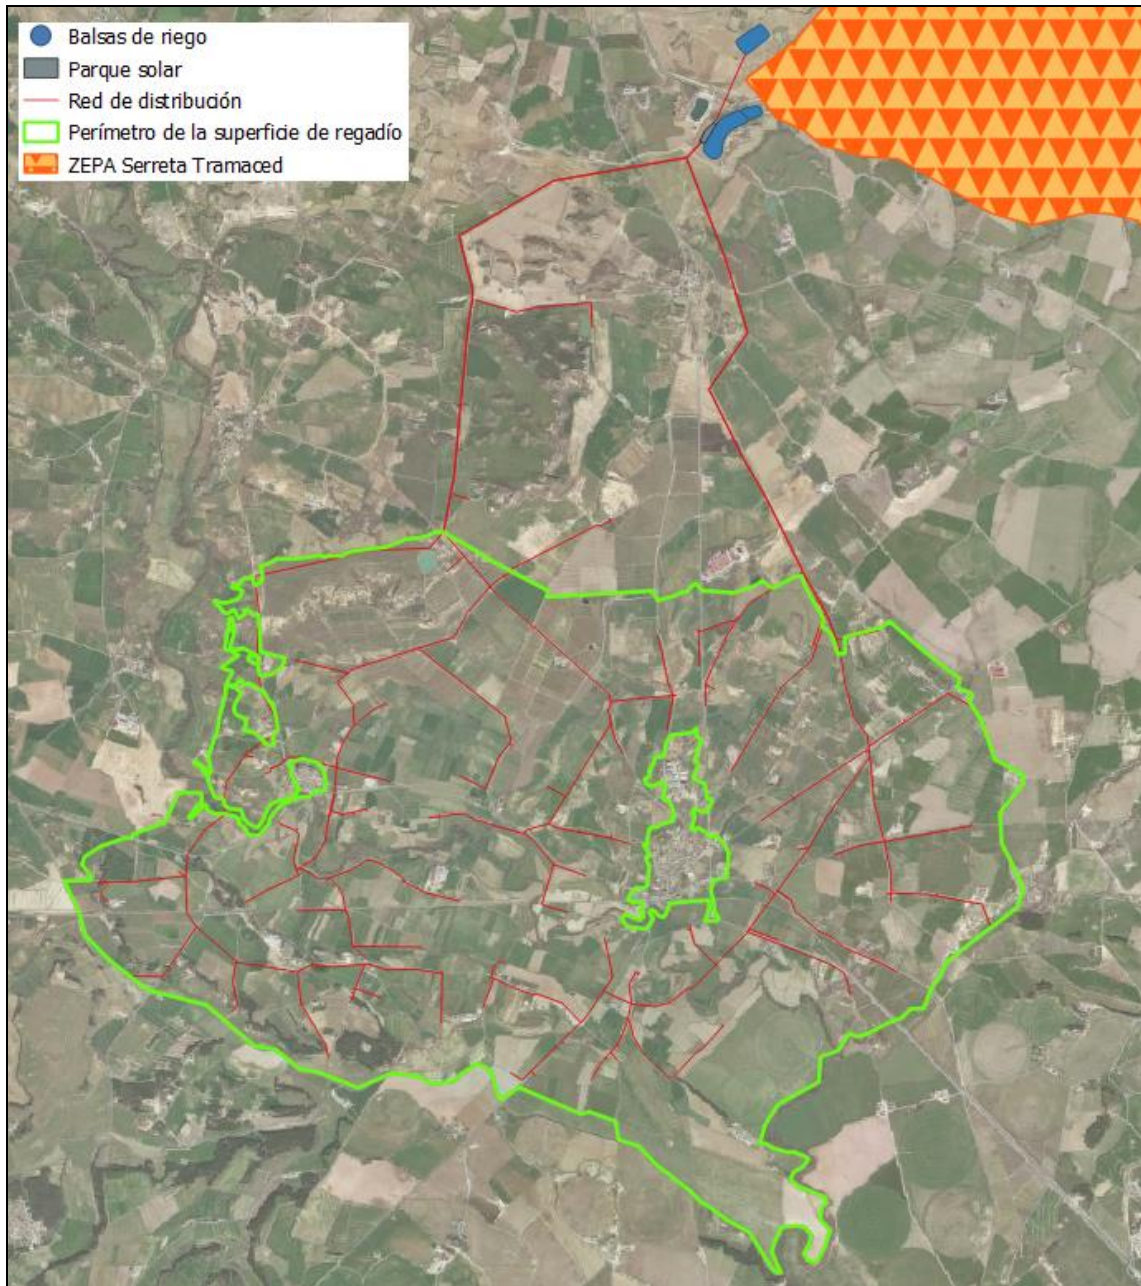 Balsas de riego
Parque solar
Red de distribución
Perímetro de la superficie de regadío
ZEPA Serreta Tramaced